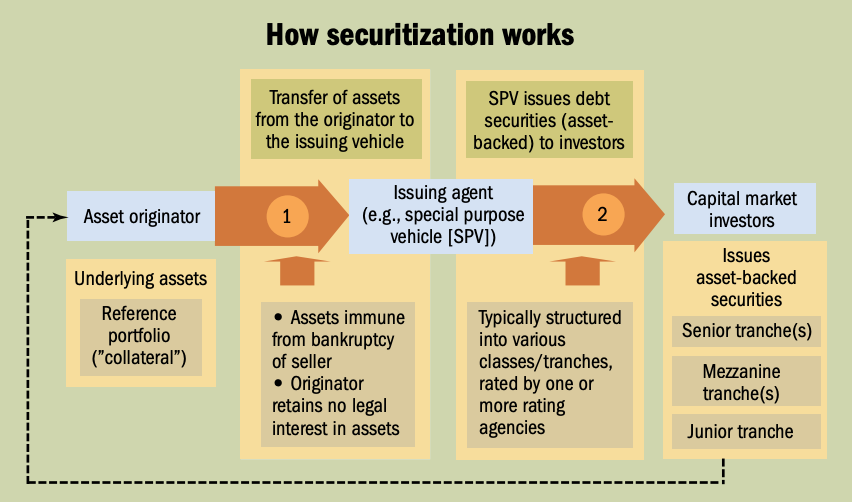 How securitization works
Transfer of assets
from the originator to
the issuing vehicle
SPV issues debt
securities (asset-
backed) to investors
Asset originator
1
Issuing agent
(e.g., special purpose
vehicle [SPV])
2
Capital market
investors
Underlying assets
Reference
portfolio
(”collateral”)
• Assets immune
from bankruptcy
of seller
• Originator
retains no legal
interest in assets
Typically structured
into various
classes/tranches,
rated by one or
more rating
agencies
Issues
asset-backed
securities
Senior tranche(s)
Mezzanine
tranche(s)
Junior tranche